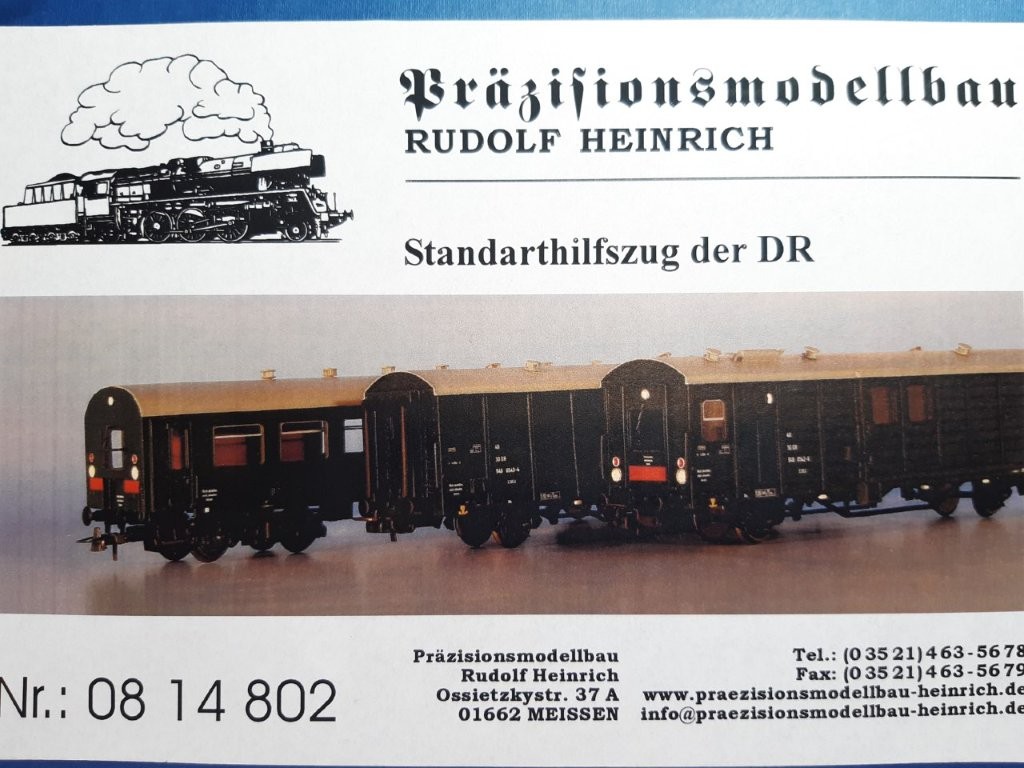 Präzisionsmodellbau
RUDOLF HEINRICH
Standarthilfszug der DR
Nr.: 08 14 802
Präzisionsmodellbau
Rudolf Heinrich
Ossietzkystr. 37 A
01662 MEISSEN
Tel.: (0 35 21) 4 63 - 56 78
Fax: (0 35 21) 4 63 - 56 79
www.praezisionsmodellbau-heinrich.de
info@praezisionsmodellbau-heinrich.de